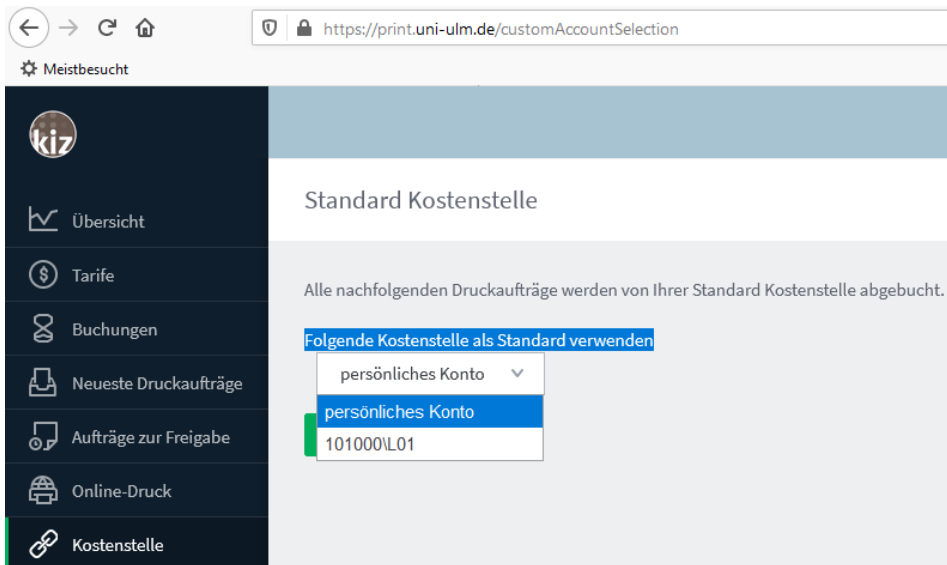 https://print.uni-ulm.de/customAccountSelection
Meistbesucht
kiz
Übersicht
Tarife
Buchungen
Neueste Druckaufträge
Aufträge zur Freigabe
Online-Druck
Kostenstelle
Standard Kostenstelle
Alle nachfolgenden Druckaufträge werden von Ihrer Standard Kostenstelle abgebucht.
Folgende Kostenstelle als Standard verwenden
persönliches Konto
persönliches Konto
101000\L01